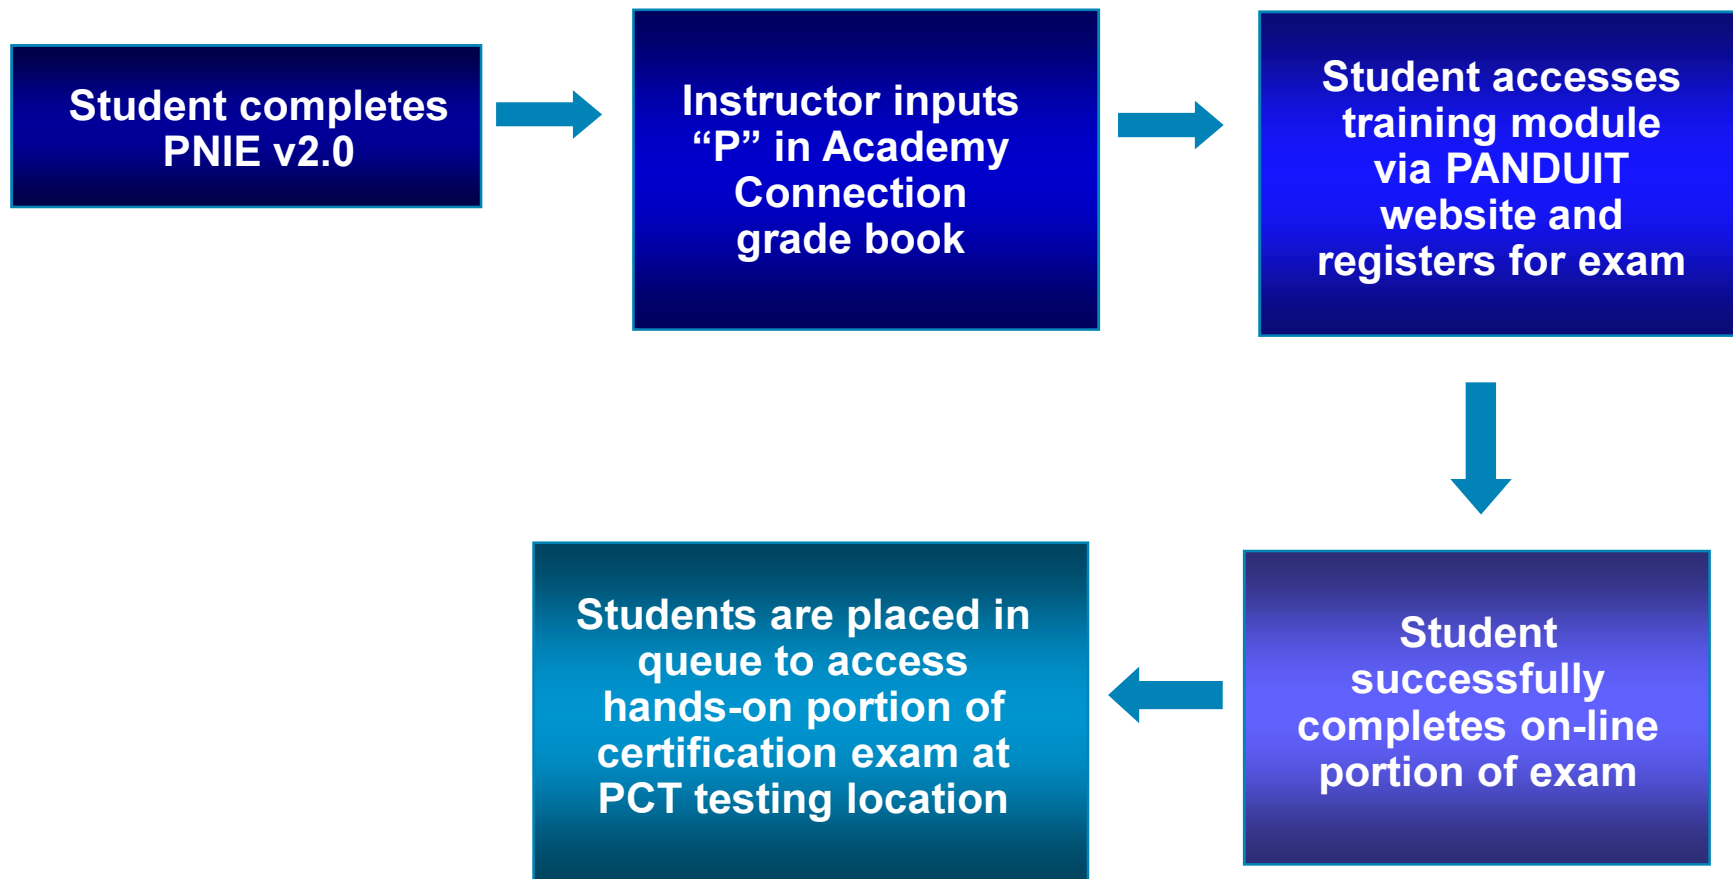 Student completes
PNIE v2.0
Instructor inputs
“P” in Academy
Connection
grade book
Student accesses
training module
via PANDUIT
website and
registers for exam
Student
successfully
completes on-line
portion of exam
Students are placed in
queue to access
hands-on portion of
certification exam at
PCT testing location